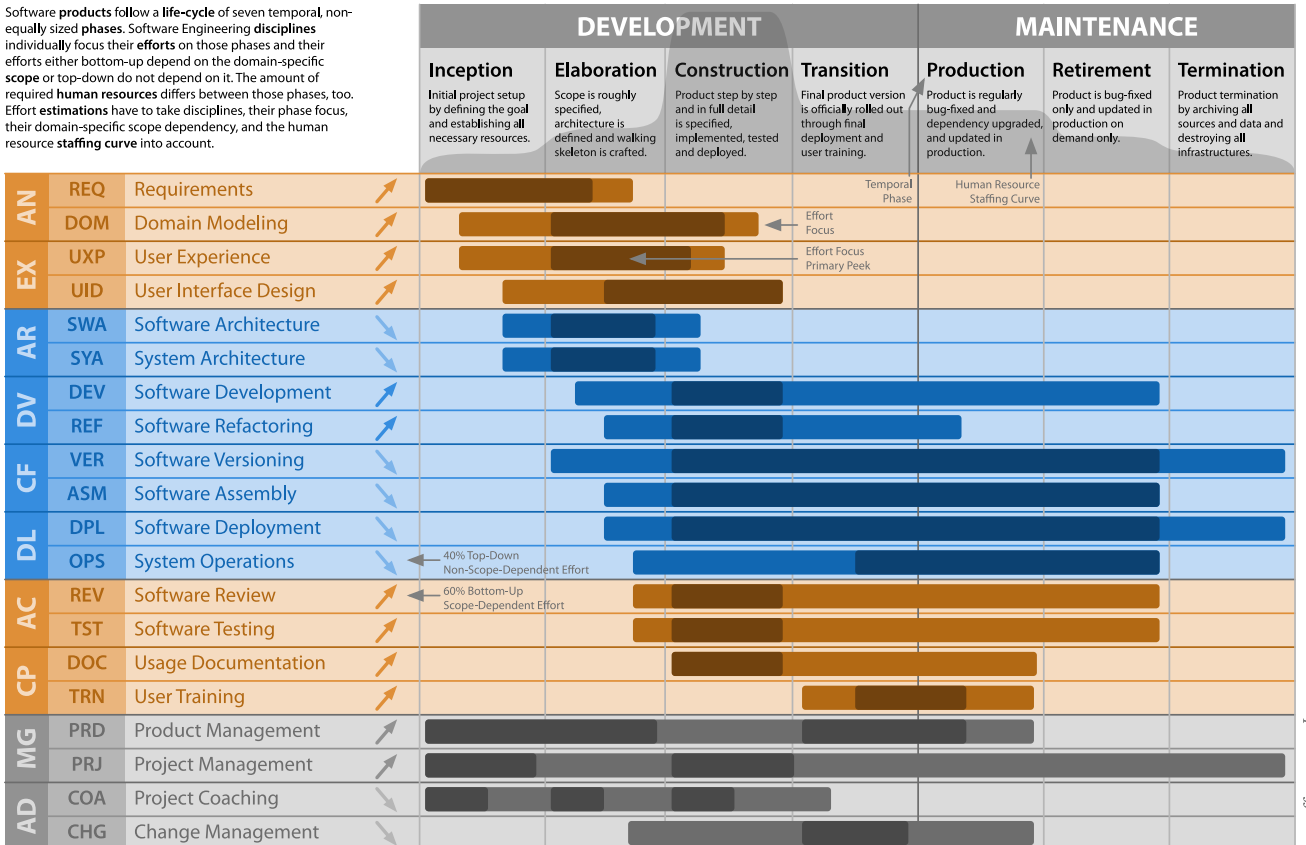 Software products follow a life-cycle of seven temporal, non-
equally sized phases. Software Engineering disciplines
individually focus their efforts on those phases and their
efforts either bottom-up depend on the domain-specific
scope or top-down do not depend on it. The amount of
required human resources differs between those phases, too.
Effort estimations have to take disciplines, their phase focus,
their domain-specific scope dependency, and the human
resource staffing curve into account.
DEVELOPMENT
MAINTENANCE
Inception
Initial project setup
by defining the goal
and establishing all
necessary resources.
Elaboration
Scope is roughly
specified,
architecture is
defined and walking
skeleton is crafted.
Construction
Product step by step
and in full detail
is specified,
implemented, tested
and deployed.
Transition
Final product version
is officially rolled out
through final
deployment and
user training.
Production
Product is regularly
bug-fixed and
dependency upgraded,
and updated in
production.
Retirement
Product is bug-fixed
only and updated in
production on
demand only.
Termination
Product termination
by archiving all
sources and data and
destroying all
infrastructures.
Temporal
Phase
Human Resource
Staffing Curve
AN
REQ Requirements
DOM Domain Modeling
Effort
Focus
EX
UXP User Experience
Effort Focus
Primary Peek
UID User Interface Design
AR
SWA Software Architecture
SYA System Architecture
DV
DEV Software Development
REF Software Refactoring
CF
VER Software Versioning
ASM Software Assembly
DL
DPL Software Deployment
OPS System Operations
40% Top-Down
Non-Scope-Dependent Effort
AC
REV Software Review
60% Bottom-Up
Scope-Dependent Effort
TST Software Testing
CP
DOC Usage Documentation
TRN User Training
MG
PRD Product Management
PRJ Project Management
AD
COA Project Coaching
CHG Change Management